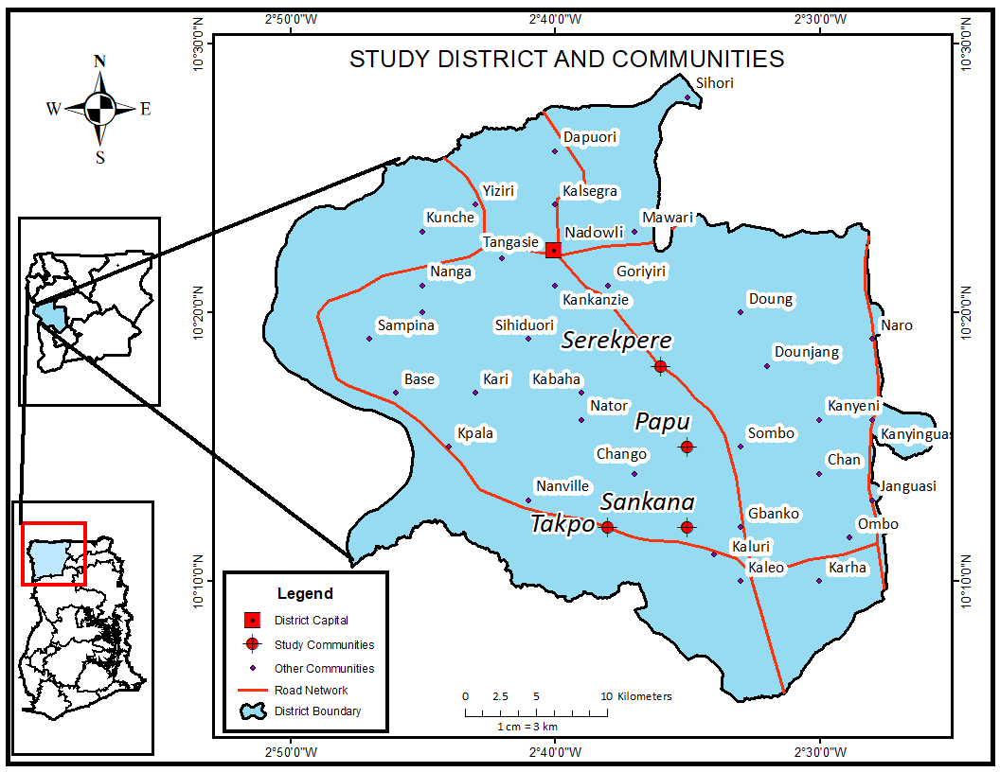 2°50'0"W
2°40'0"W
2°30'0"W
10°30'0"N
10°30'0"N
STUDY DISTRICT AND COMMUNITIES
N
W
E
S
Sihori
Dapuori
Yiziri
Kalsegra
Kunche
Mawari
Nadowli
Tangasie
Nanga
Goriyiri
Kankanzie
Doung
10°20'0"N
10°20'0"N
Sampina
Sihiduori
Naro
Serekpere
Dounjang
Base
Kari
Kabaha
Nator
Kanyeni
Papu
Kpala
Sombo
Kanyinguas
Chango
Chan
Nanville
Janguasi
Sankana
Takpo
Gbanko
Ombo
Kaluri
Kaleo
Karha
10°10'0"N
10°10'0"N
Legend
District Capital
Study Communities
Other Communities
Road Network
District Boundary
0 2.5 5 10 Kilometers
1 cm = 3 km
2°50'0"W
2°40'0"W
2°30'0"W